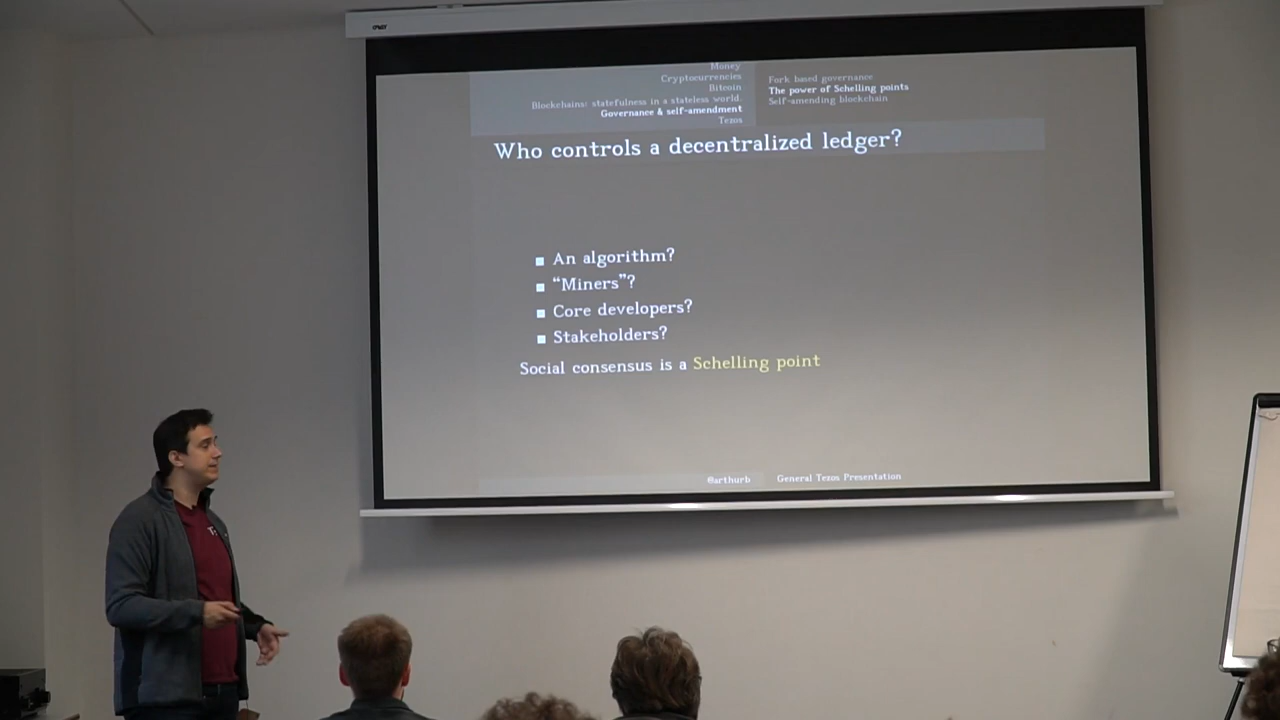 Money
Cryptocurrencies
Bitcoin
Blockchains: statefulness in a stateless world.
Governance & self-amendment
Tezos
Fork based governance
The power of Schelling points
Self-amending blockchain
Who controls a decentralized ledger?
An algorithm?
“Miners”?
Core developers?
Stakeholders?
Social consensus is a Schelling point
@arthurb
General Tezos Presentation